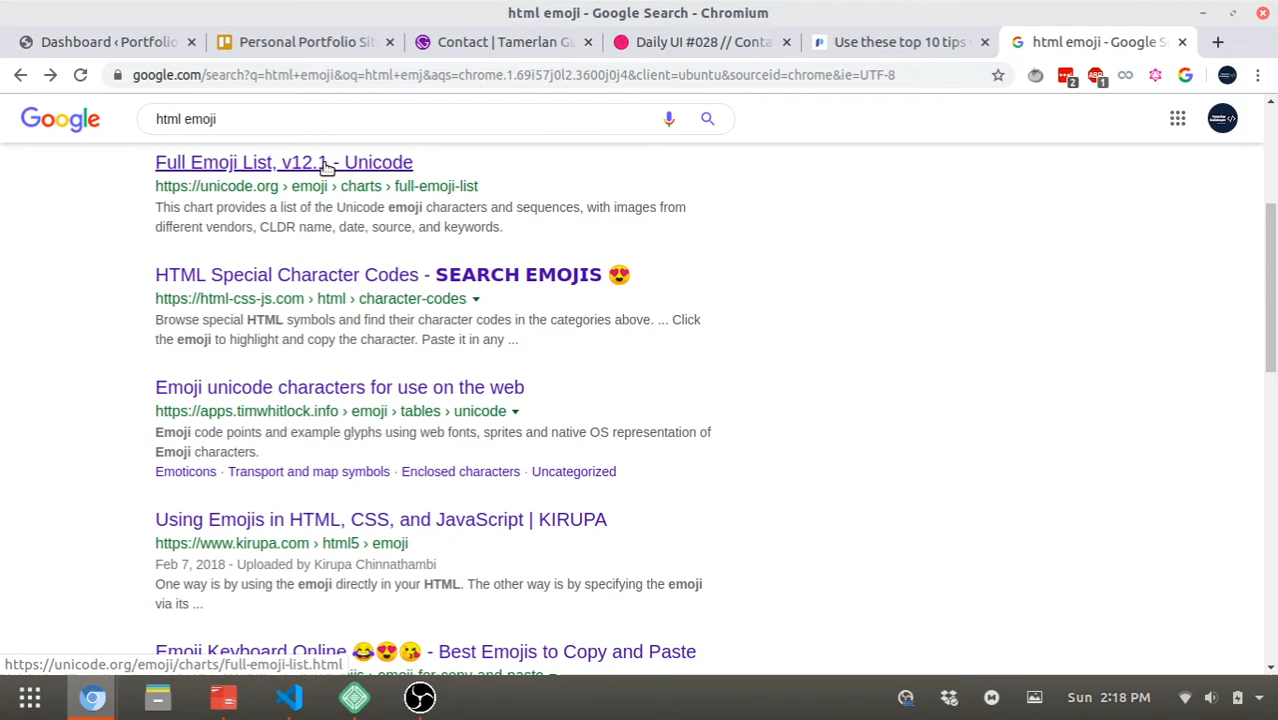 html emoji - Google Search - Chromium
Dashboard ‹ Portfolio
Personal Portfolio Sit
Contact | Tamerlan Gu
Daily UI #028 // Conta
Use these top 10 tips
html emoji - Google Se
google.com/search?q=html+emoji&oq=html+emj&aqs=chrome.1.69i57j0l2.3600j0j4&client=ubuntu&sourceid=chrome&ie=UTF-8
2
ABP
1
Google
html emoji
Full Emoji List, v12.1 - Unicode
https://unicode.org › emoji › charts › full-emoji-list
This chart provides a list of the Unicode emoji characters and sequences, with images from
different vendors, CLDR name, date, source, and keywords.
HTML Special Character Codes - SEARCH EMOJIS 😍
https://html-css-js.com › html › character-codes
Browse special HTML symbols and find their character codes in the categories above. ... Click
the emoji to highlight and copy the character. Paste it in any ...
Emoji unicode characters for use on the web
https://apps.timwhitlock.info › emoji › tables › unicode
Emoji code points and example glyphs using web fonts, sprites and native OS representation of
Emoji characters.
Emoticons · Transport and map symbols · Enclosed characters · Uncategorized
Using Emojis in HTML, CSS, and JavaScript | KIRUPA
https://www.kirupa.com › html5 › emoji
Feb 7, 2018 - Uploaded by Kirupa Chinnathambi
One way is by using the emoji directly in your HTML. The other way is by specifying the emoji
via its ...
Emoji Keyboard Online 😂😍😘 - Best Emojis to Copy and Paste
https://unicode.org/emoji/charts/full-emoji-list.html
Sun 2:18 PM